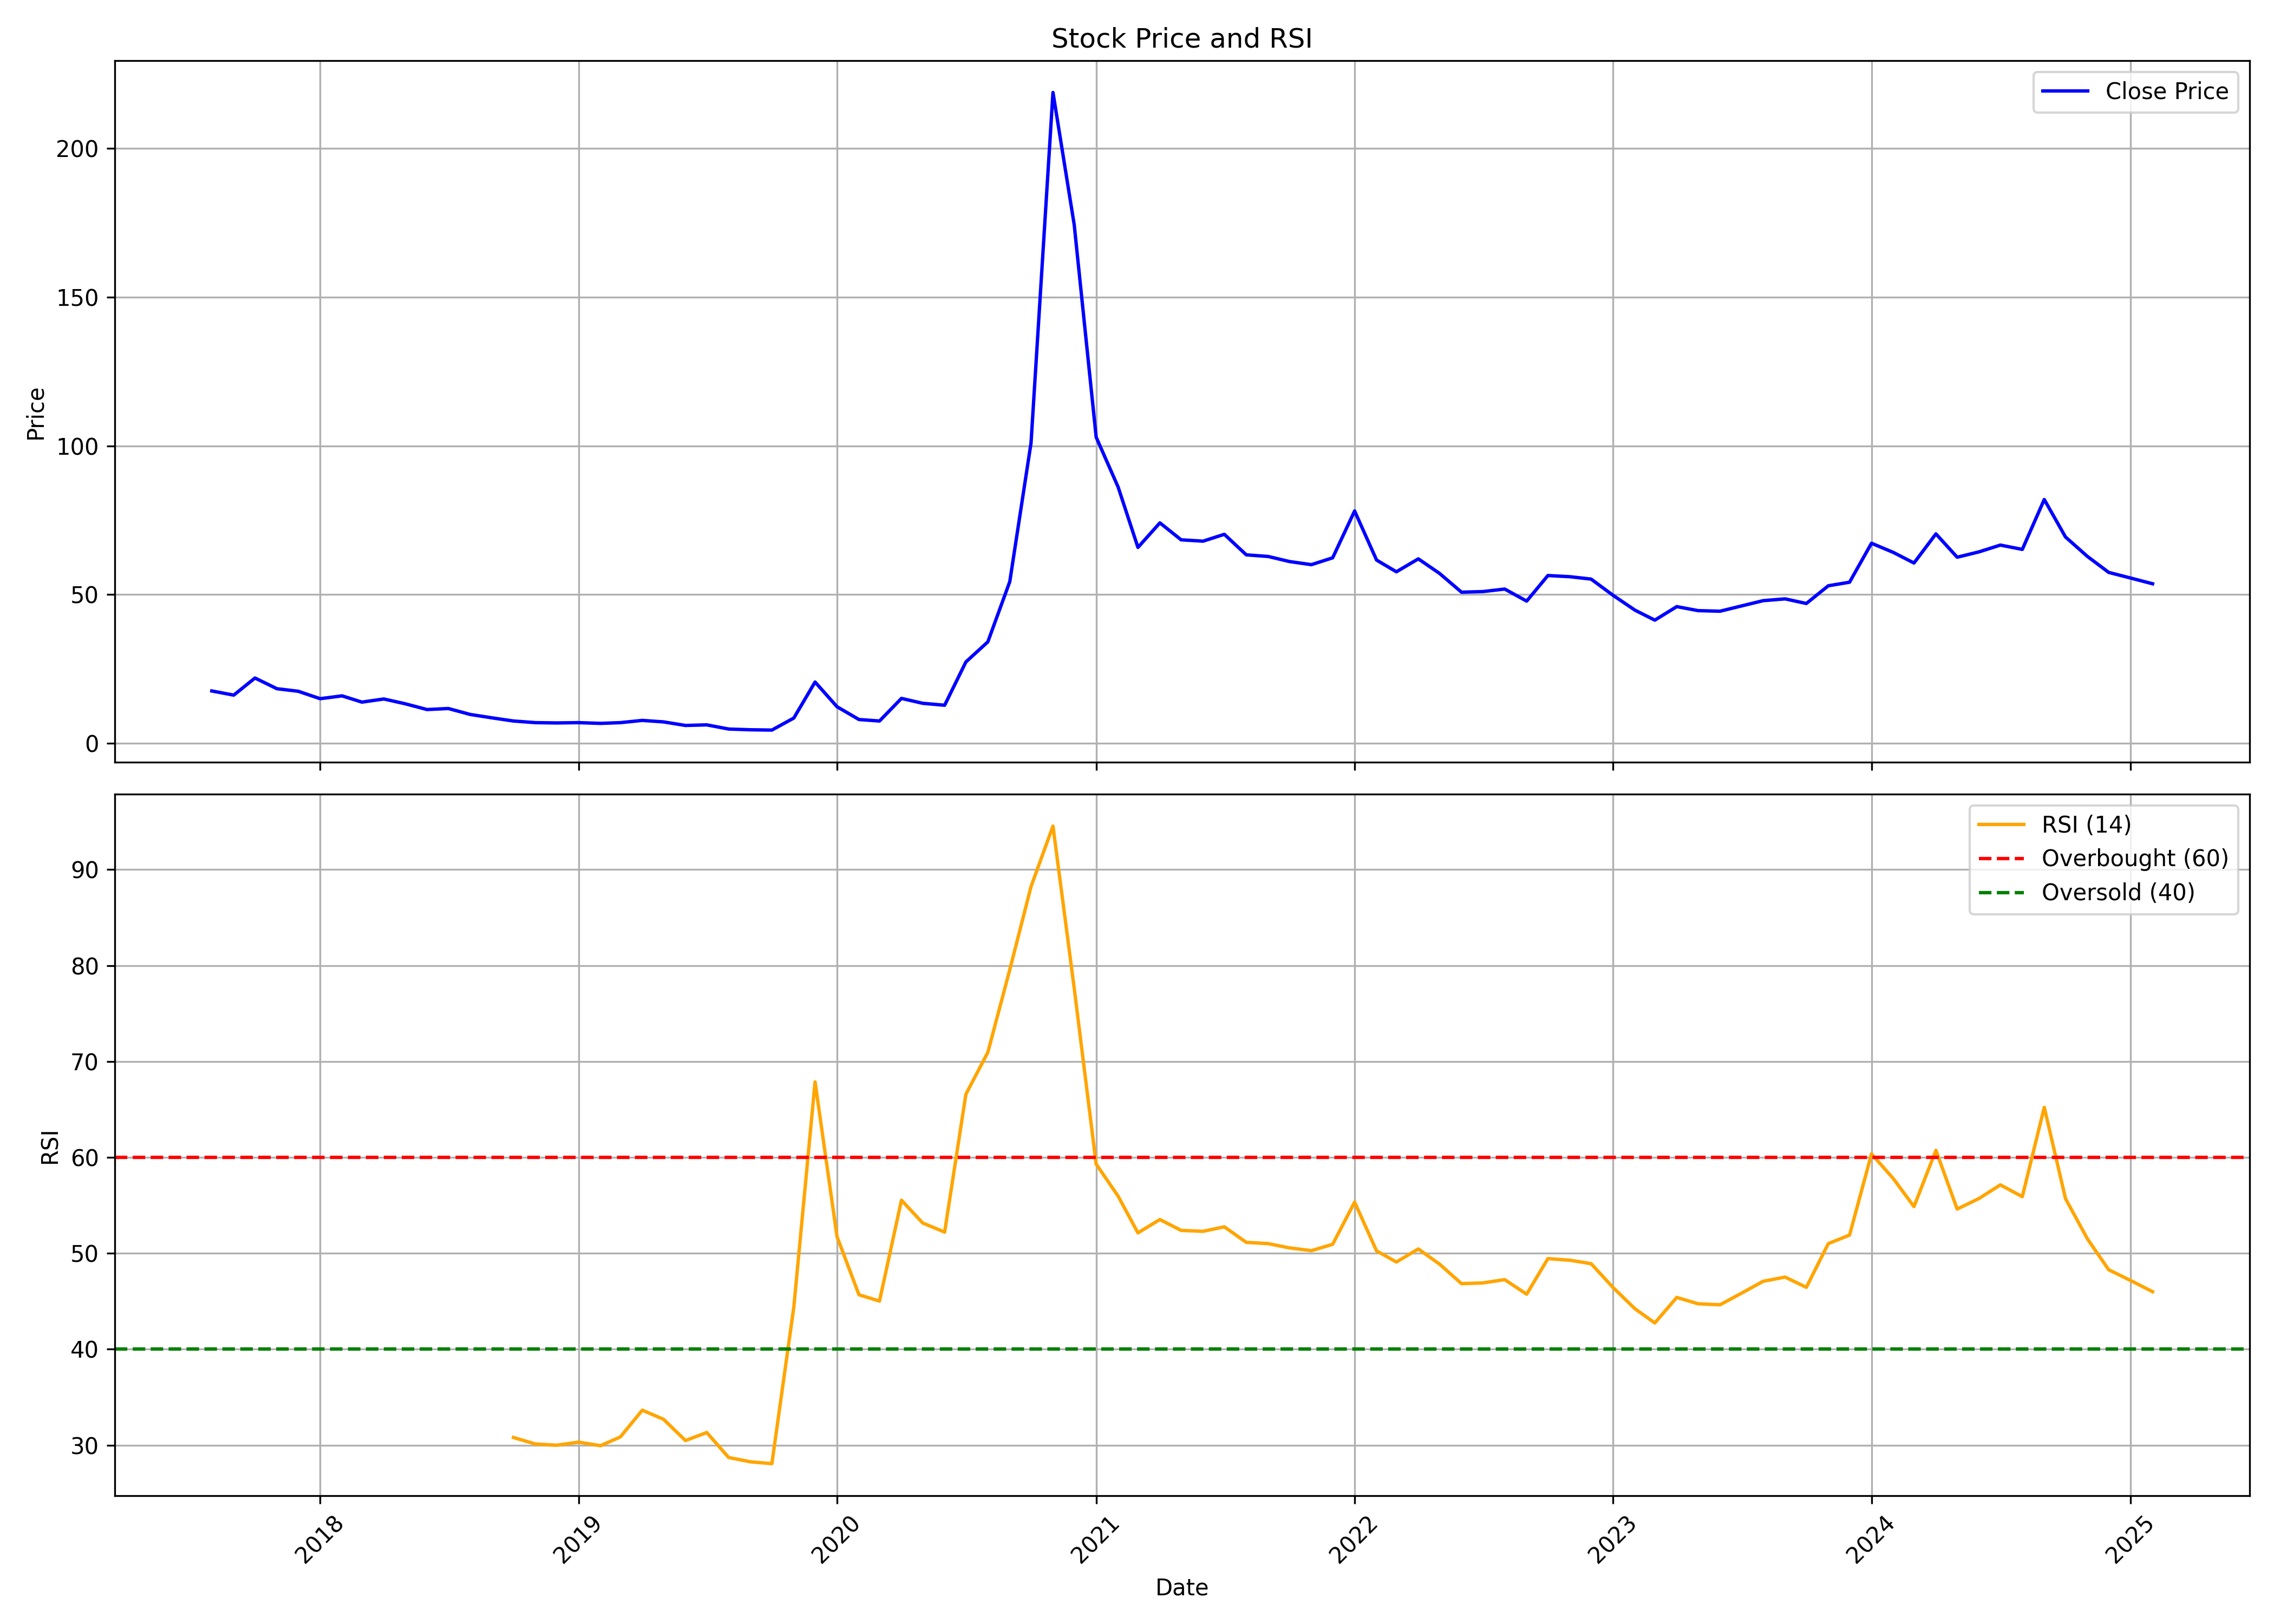 Stock Price and RSI
Close Price
Price
200
150
100
50
0
RSI (14)
Overbought (60)
Oversold (40)
RSI
90
80
70
60
50
40
30
2018
2019
2020
2021
2022
2023
2024
2025
Date